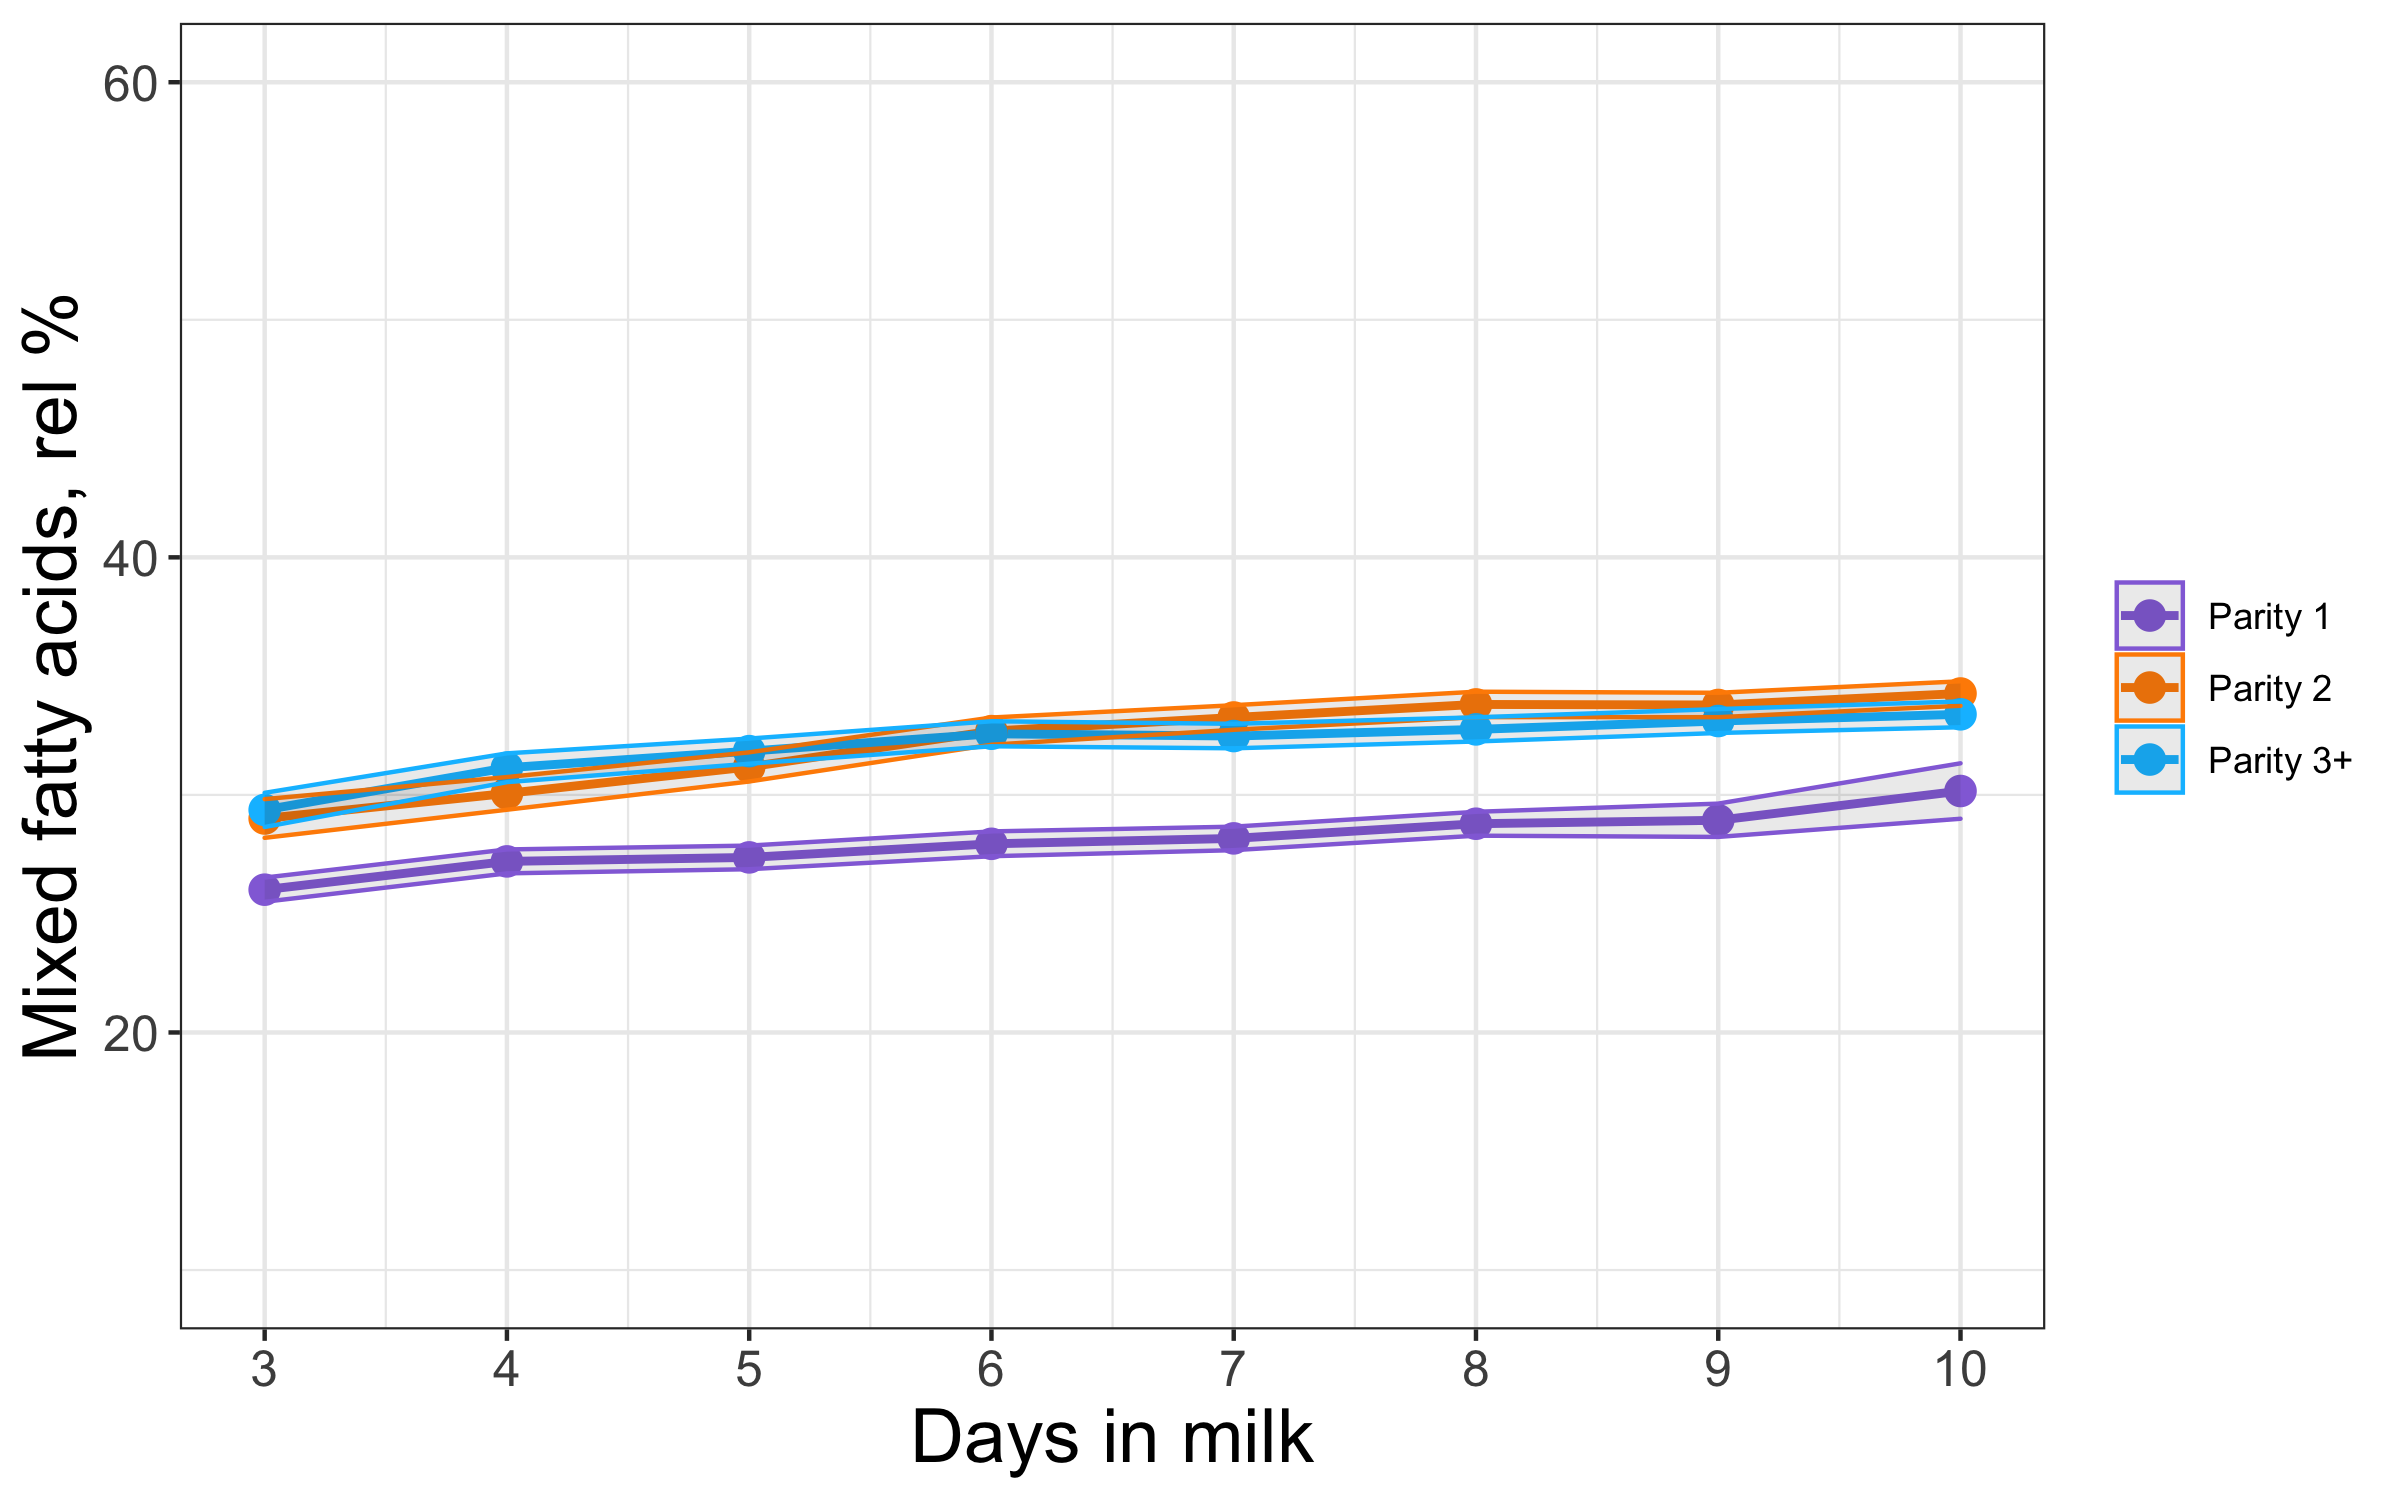 Mixed fatty acids, rel %
60
40
20
3 4 5 6 7 8 9 10
Days in milk
Parity 1
Parity 2
Parity 3+